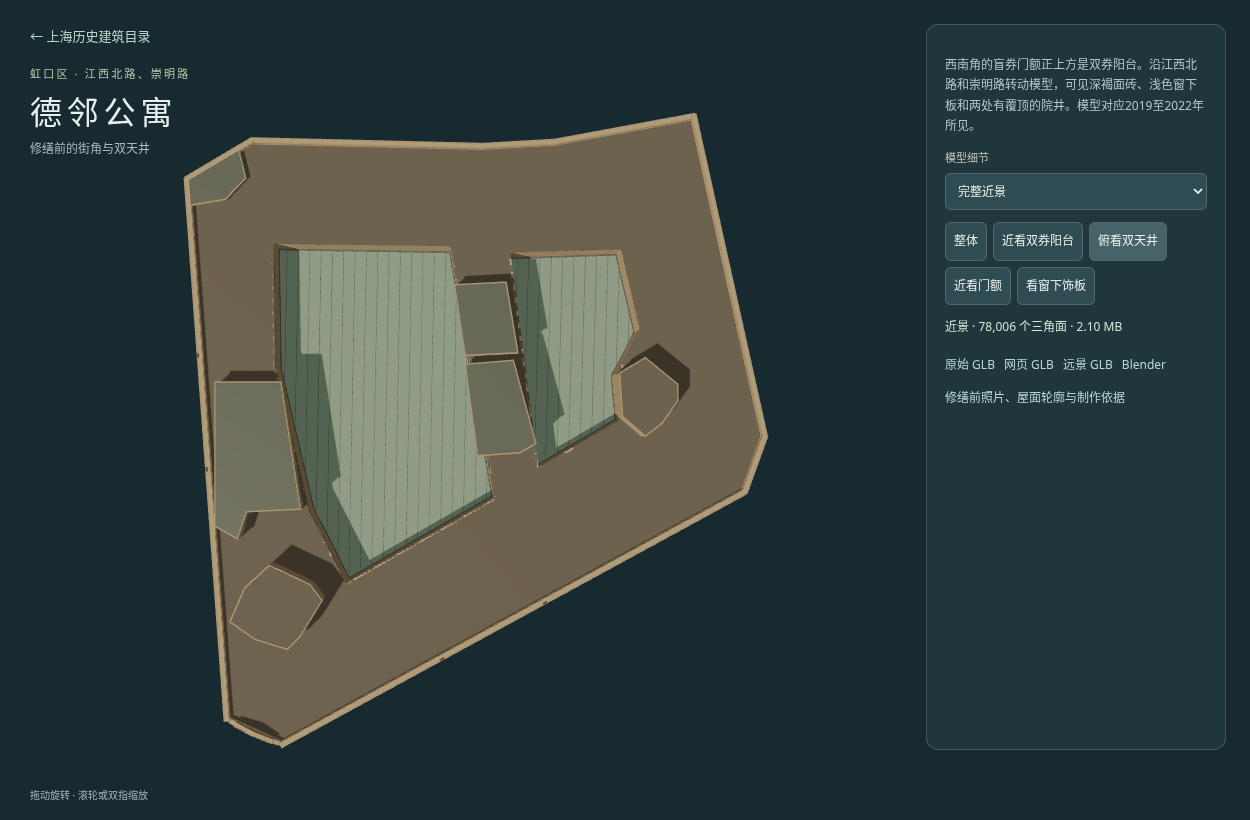 ← 上海历史建筑目录
虹口区 · 江西北路、崇明路
德邻公寓
修缮前的街角与双天井
西南角的盲券门额正上方是双券阳台。沿江西北
路和崇明路转动模型，可见深褐面砖、浅色窗下
板和两处有覆顶的院井。模型对应2019至2022年
所见。
模型细节
完整近景
整体
近看双券阳台
俯看双天井
近看门额
看窗下饰板
近景 · 78,006 个三角面 · 2.10 MB
原始 GLB 网页 GLB 远景 GLB Blender
修缮前照片、屋面轮廓与制作依据
拖动旋转 · 滚轮或双指缩放